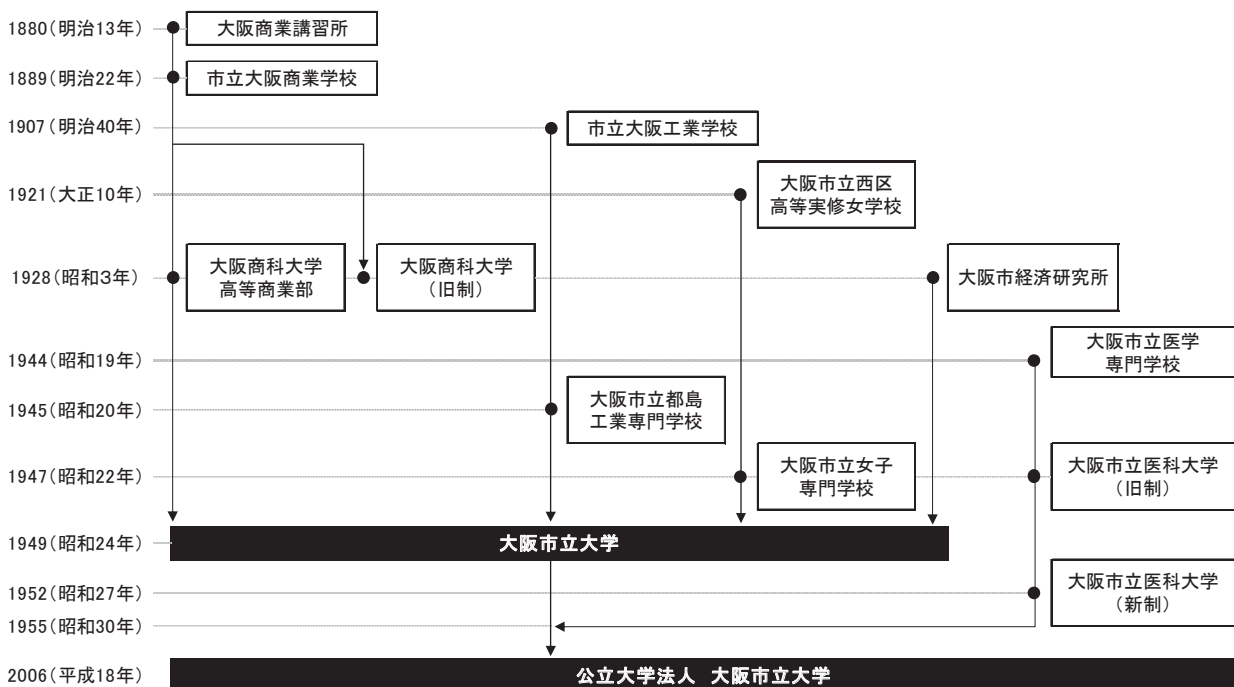 1880（明治13年）
大阪商業講習所
1889（明治22年）
市立大阪商業学校
1907（明治40年）
市立大阪工業学校
1921（大正10年）
大阪市立西区
高等実修女学校
1928（昭和3年）
大阪商科大学
高等商業部
大阪商科大学
（旧制）
大阪市経済研究所
1944（昭和19年）
大阪市立医学
専門学校
1945（昭和20年）
大阪市立都島
工業専門学校
1947（昭和22年）
大阪市立女子
専門学校
大阪市立医科大学
（旧制）
1949（昭和24年）
大阪市立大学
1952（昭和27年）
大阪市立医科大学
（新制）
1955（昭和30年）
2006（平成18年）
公立大学法人　大阪市立大学